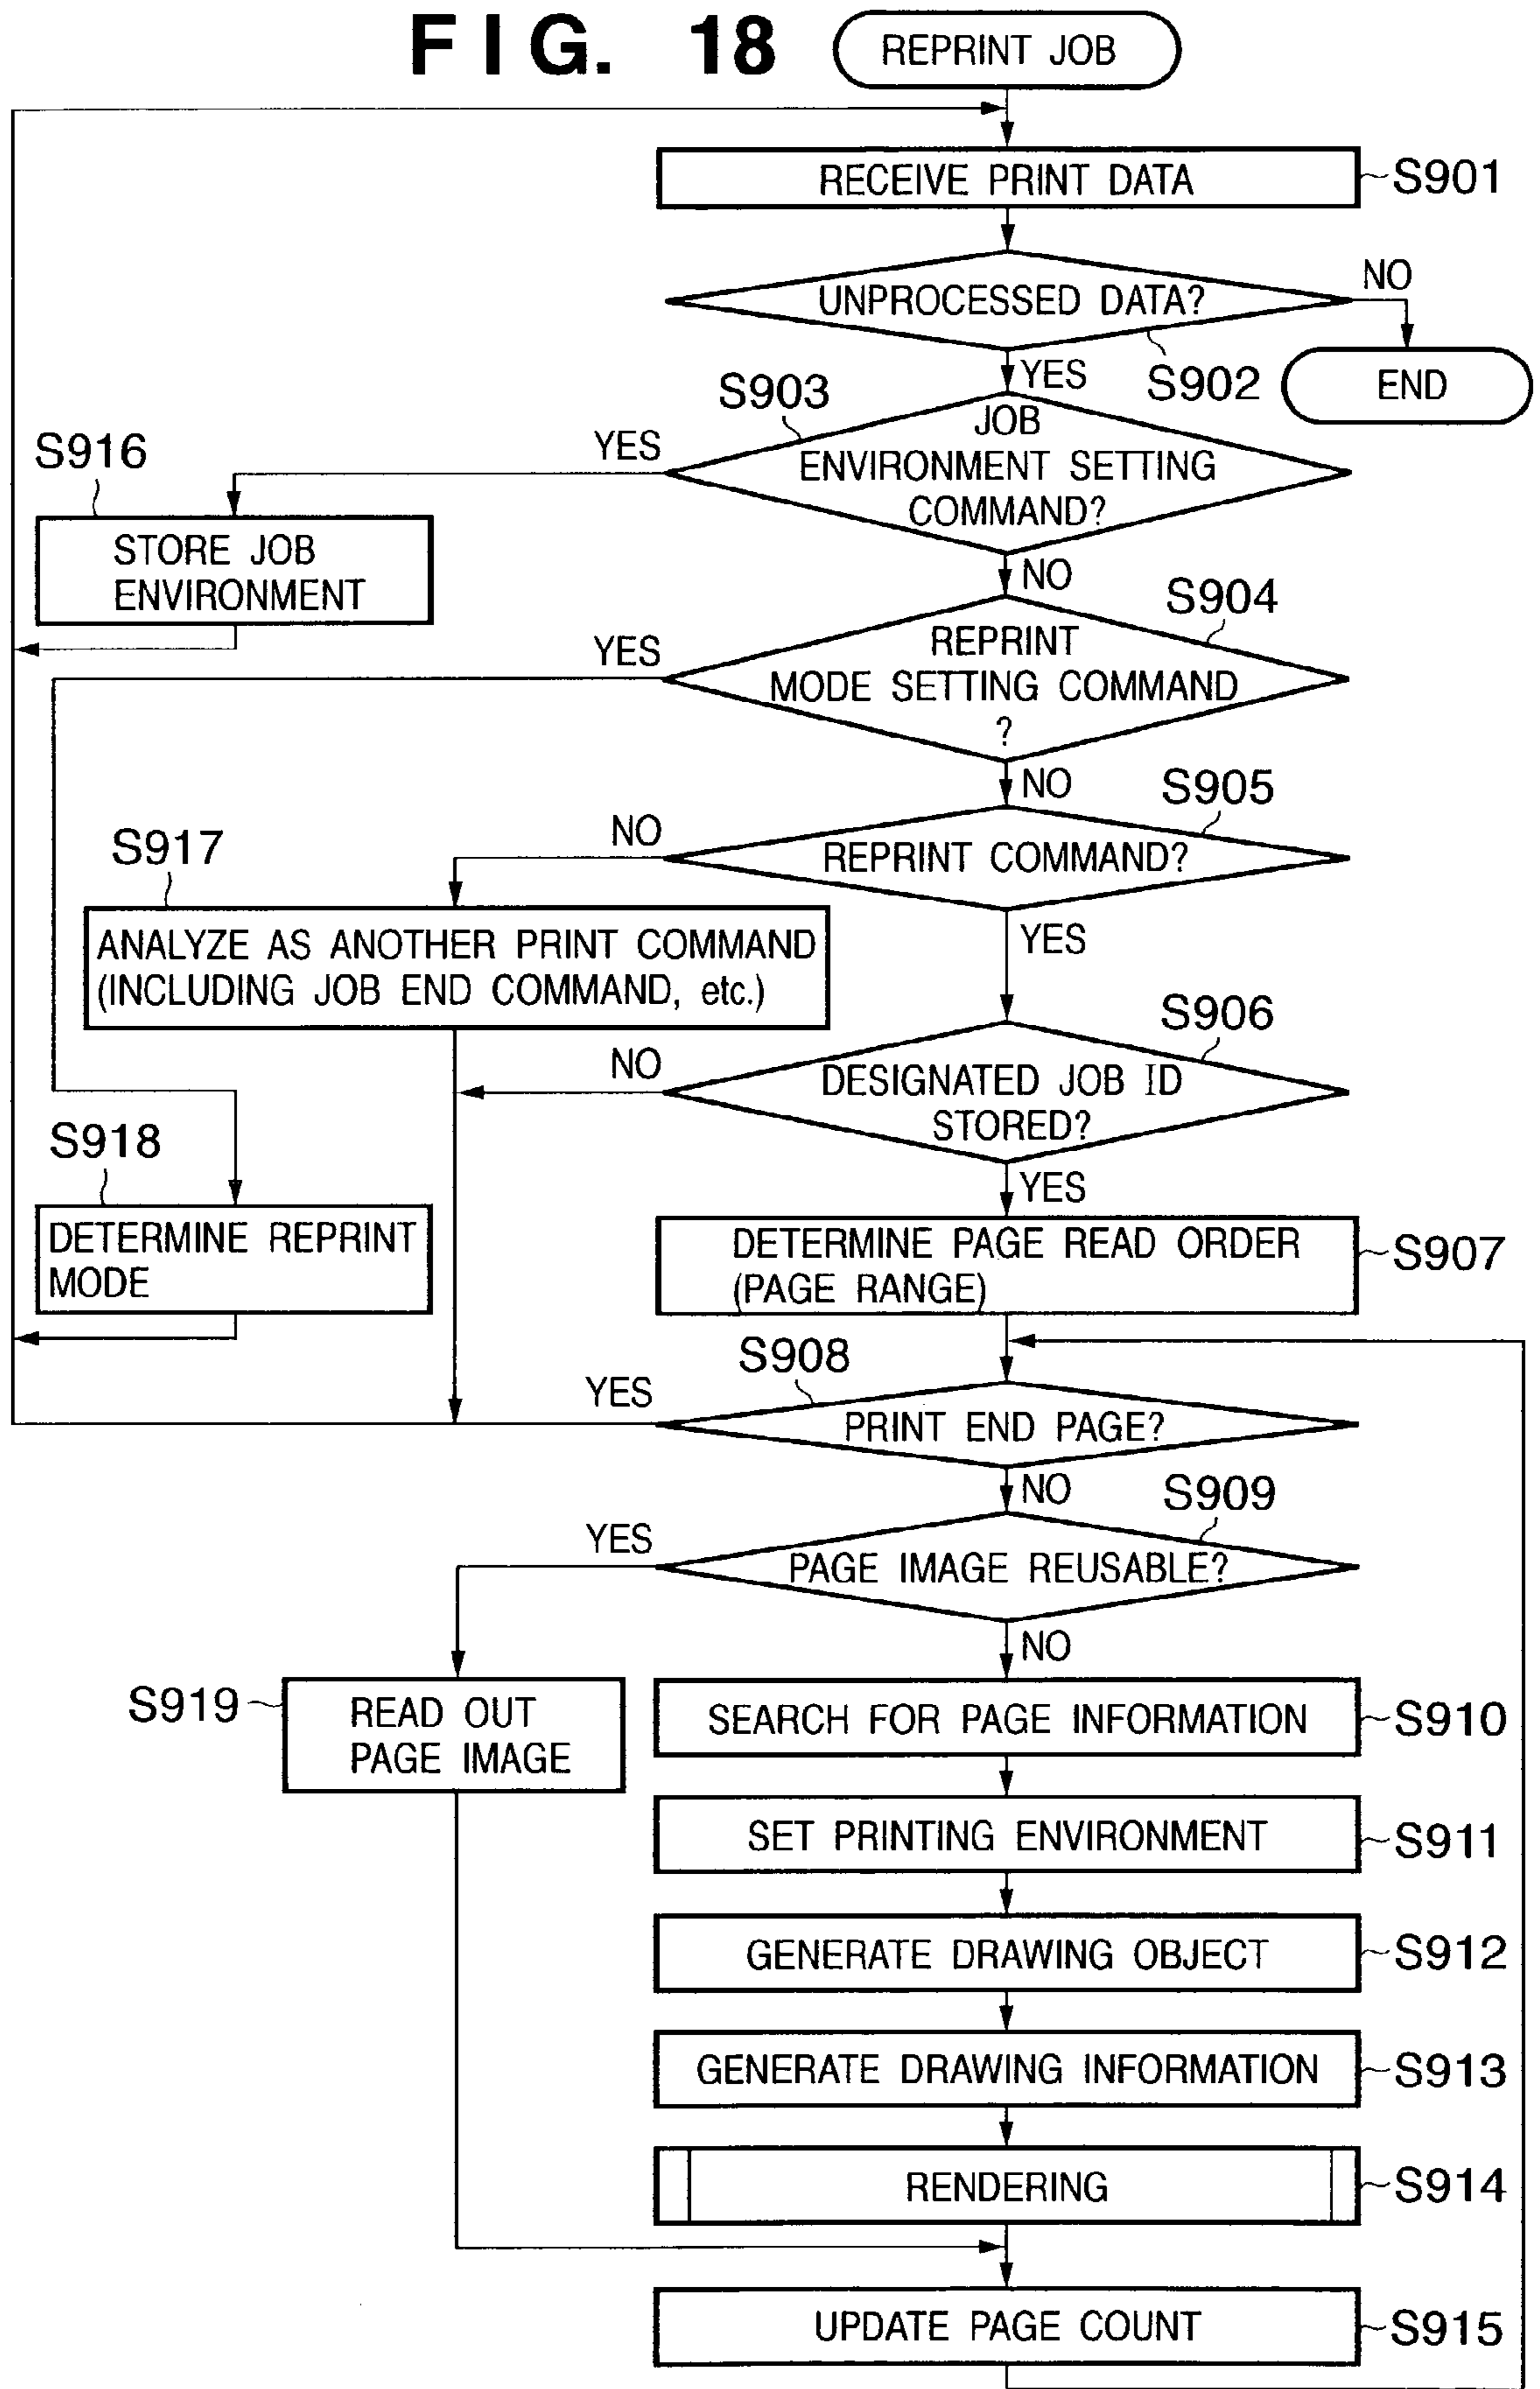 FIG. 18
REPRINT JOB
RECEIVE PRINT DATA
S901
UNPROCESSED DATA?
NO
S902
END
YES
S903
JOB
ENVIRONMENT SETTING
COMMAND?
YES
S916
STORE JOB
ENVIRONMENT
NO
S904
REPRINT
MODE SETTING COMMAND
?
YES
NO
S905
REPRINT COMMAND?
NO
S917
ANALYZE AS ANOTHER PRINT COMMAND
(INCLUDING JOB END COMMAND, etc.)
YES
S906
DESIGNATED JOB ID
STORED?
NO
S918
DETERMINE REPRINT
MODE
YES
DETERMINE PAGE READ ORDER
(PAGE RANGE)
S907
S908
YES
PRINT END PAGE?
NO
S909
YES
PAGE IMAGE REUSABLE?
NO
S919
READ OUT
PAGE IMAGE
SEARCH FOR PAGE INFORMATION
S910
SET PRINTING ENVIRONMENT
S911
GENERATE DRAWING OBJECT
S912
GENERATE DRAWING INFORMATION
S913
RENDERING
S914
UPDATE PAGE COUNT
S915